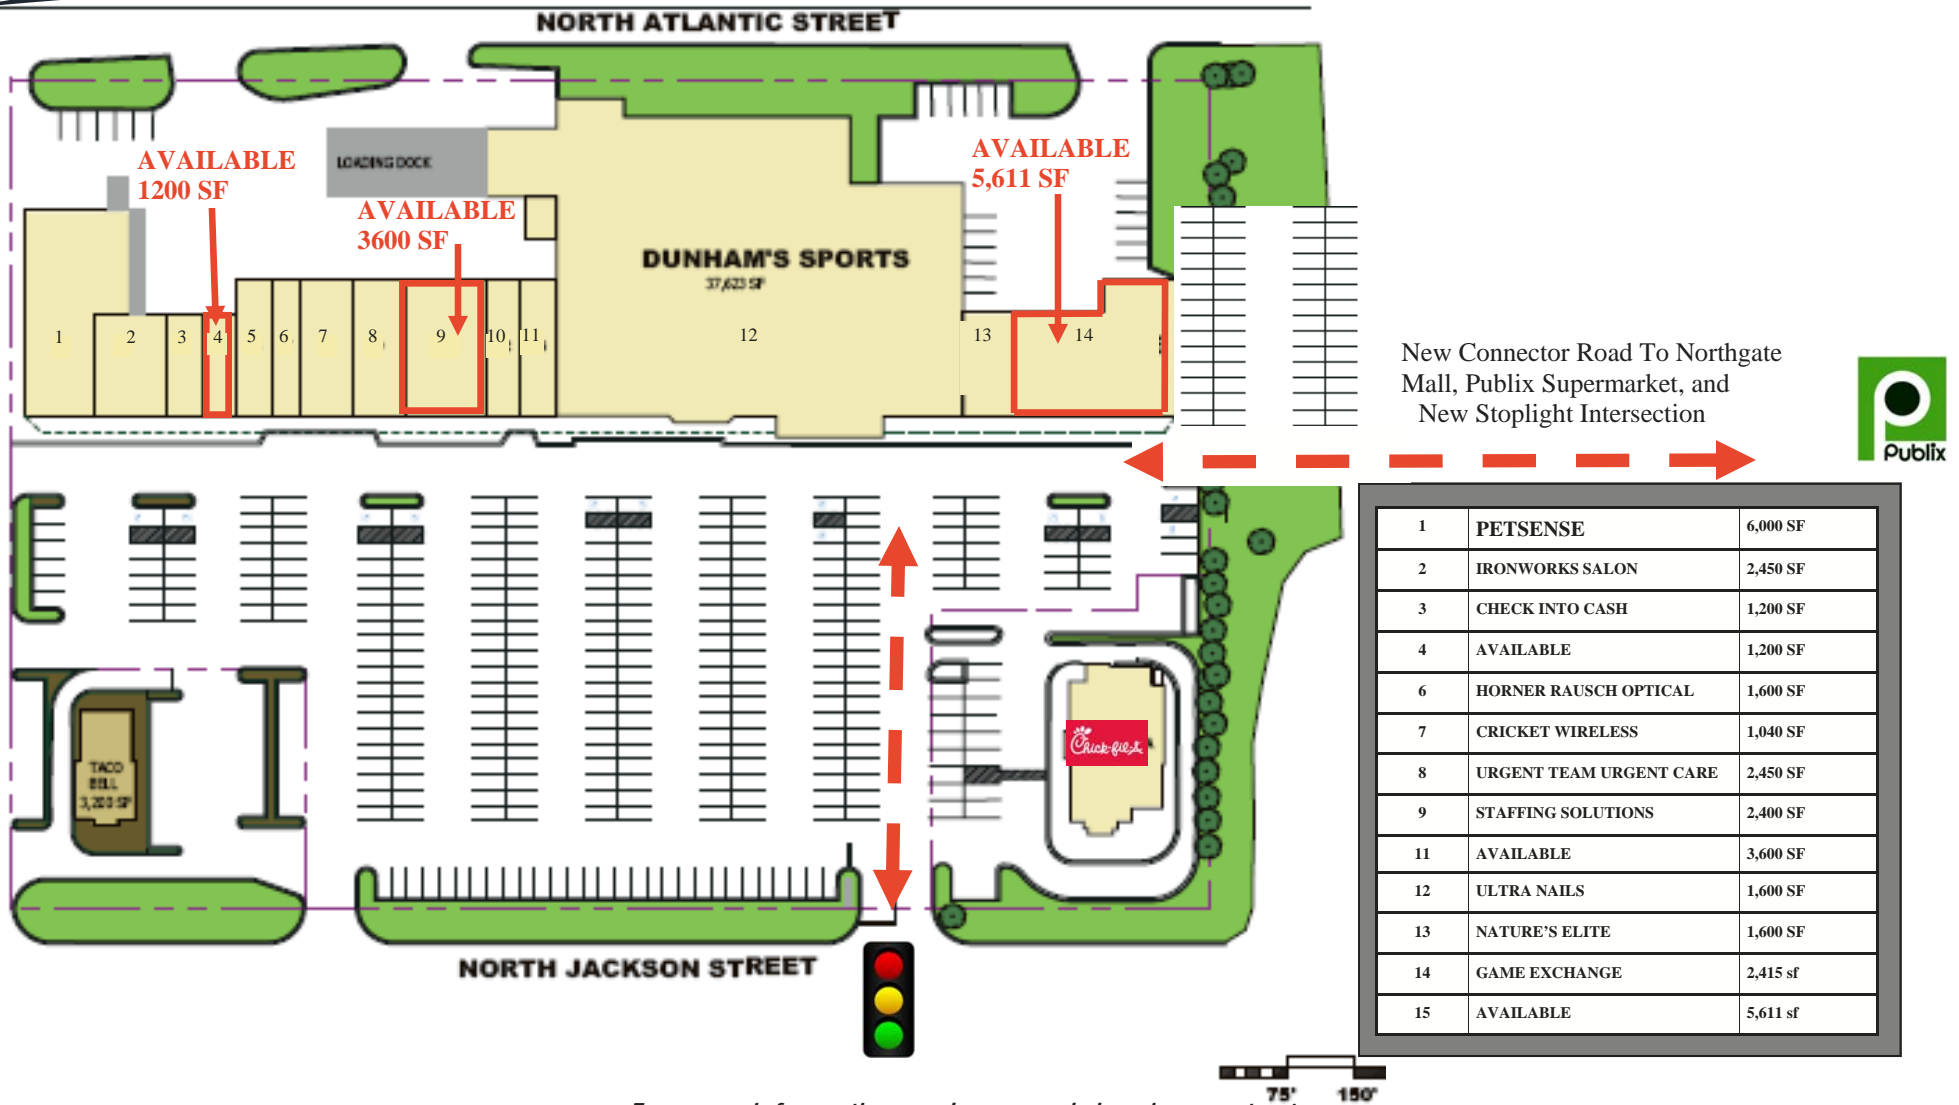 NORTH ATLANTIC STREET
AVAILABLE
1200 SF
LOADING DOCK
AVAILABLE
3600 SF
AVAILABLE
5,611 SF
DUNHAM'S SPORTS
37,623 SF
1 2 3 4 5 6 7 8 9 10 11 12 13 14
New Connector Road To Northgate
Mall, Publix Supermarket, and
New Stoplight Intersection
Publix
TACO
BELL
3,200 SF
Chick-fil-A
NORTH JACKSON STREET
1 PETSENSE 6,000 SF
2 IRONWORKS SALON 2,450 SF
3 CHECK INTO CASH 1,200 SF
4 AVAILABLE 1,200 SF
6 HORNER RAUSCH OPTICAL 1,600 SF
7 CRICKET WIRELESS 1,040 SF
8 URGENT TEAM URGENT CARE 2,450 SF
9 STAFFING SOLUTIONS 2,400 SF
11 AVAILABLE 3,600 SF
12 ULTRA NAILS 1,600 SF
13 NATURE'S ELITE 1,600 SF
14 GAME EXCHANGE 2,415 sf
15 AVAILABLE 5,611 sf
75' 150'